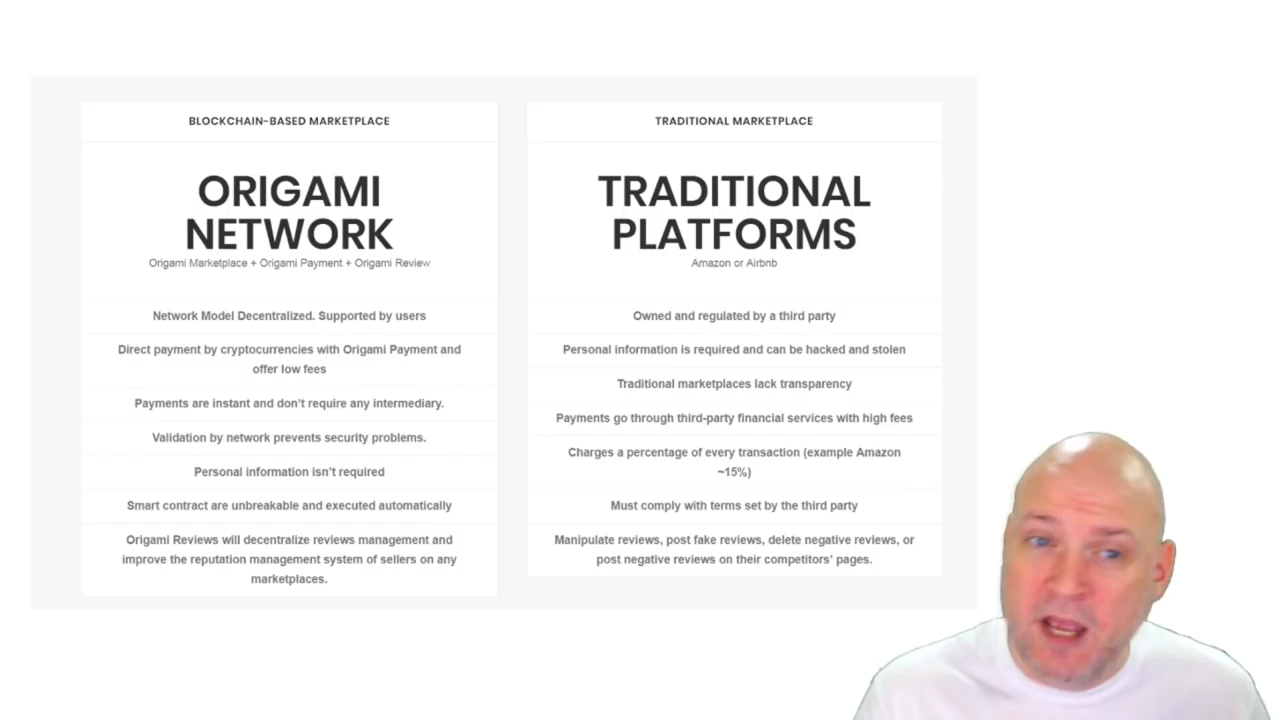 BLOCKCHAIN-BASED MARKETPLACE
ORIGAMI
NETWORK
Origami Marketplace + Origami Payment + Origami Review
Network Model Decentralized. Supported by users
Direct payment by cryptocurrencies with Origami Payment and
offer low fees
Payments are instant and don't require any intermediary.
Validation by network prevents security problems.
Personal information isn't required
Smart contract are unbreakable and executed automatically
Origami Reviews will decentralize reviews management and
improve the reputation management system of sellers on any
marketplaces.
TRADITIONAL MARKETPLACE
TRADITIONAL
PLATFORMS
Amazon or Airbnb
Owned and regulated by a third party
Personal information is required and can be hacked and stolen
Traditional marketplaces lack transparency
Payments go through third-party financial services with high fees
Charges a percentage of every transaction (example Amazon
~15%)
Must comply with terms set by the third party
Manipulate reviews, post fake reviews, delete negative reviews, or
post negative reviews on their competitors' pages.